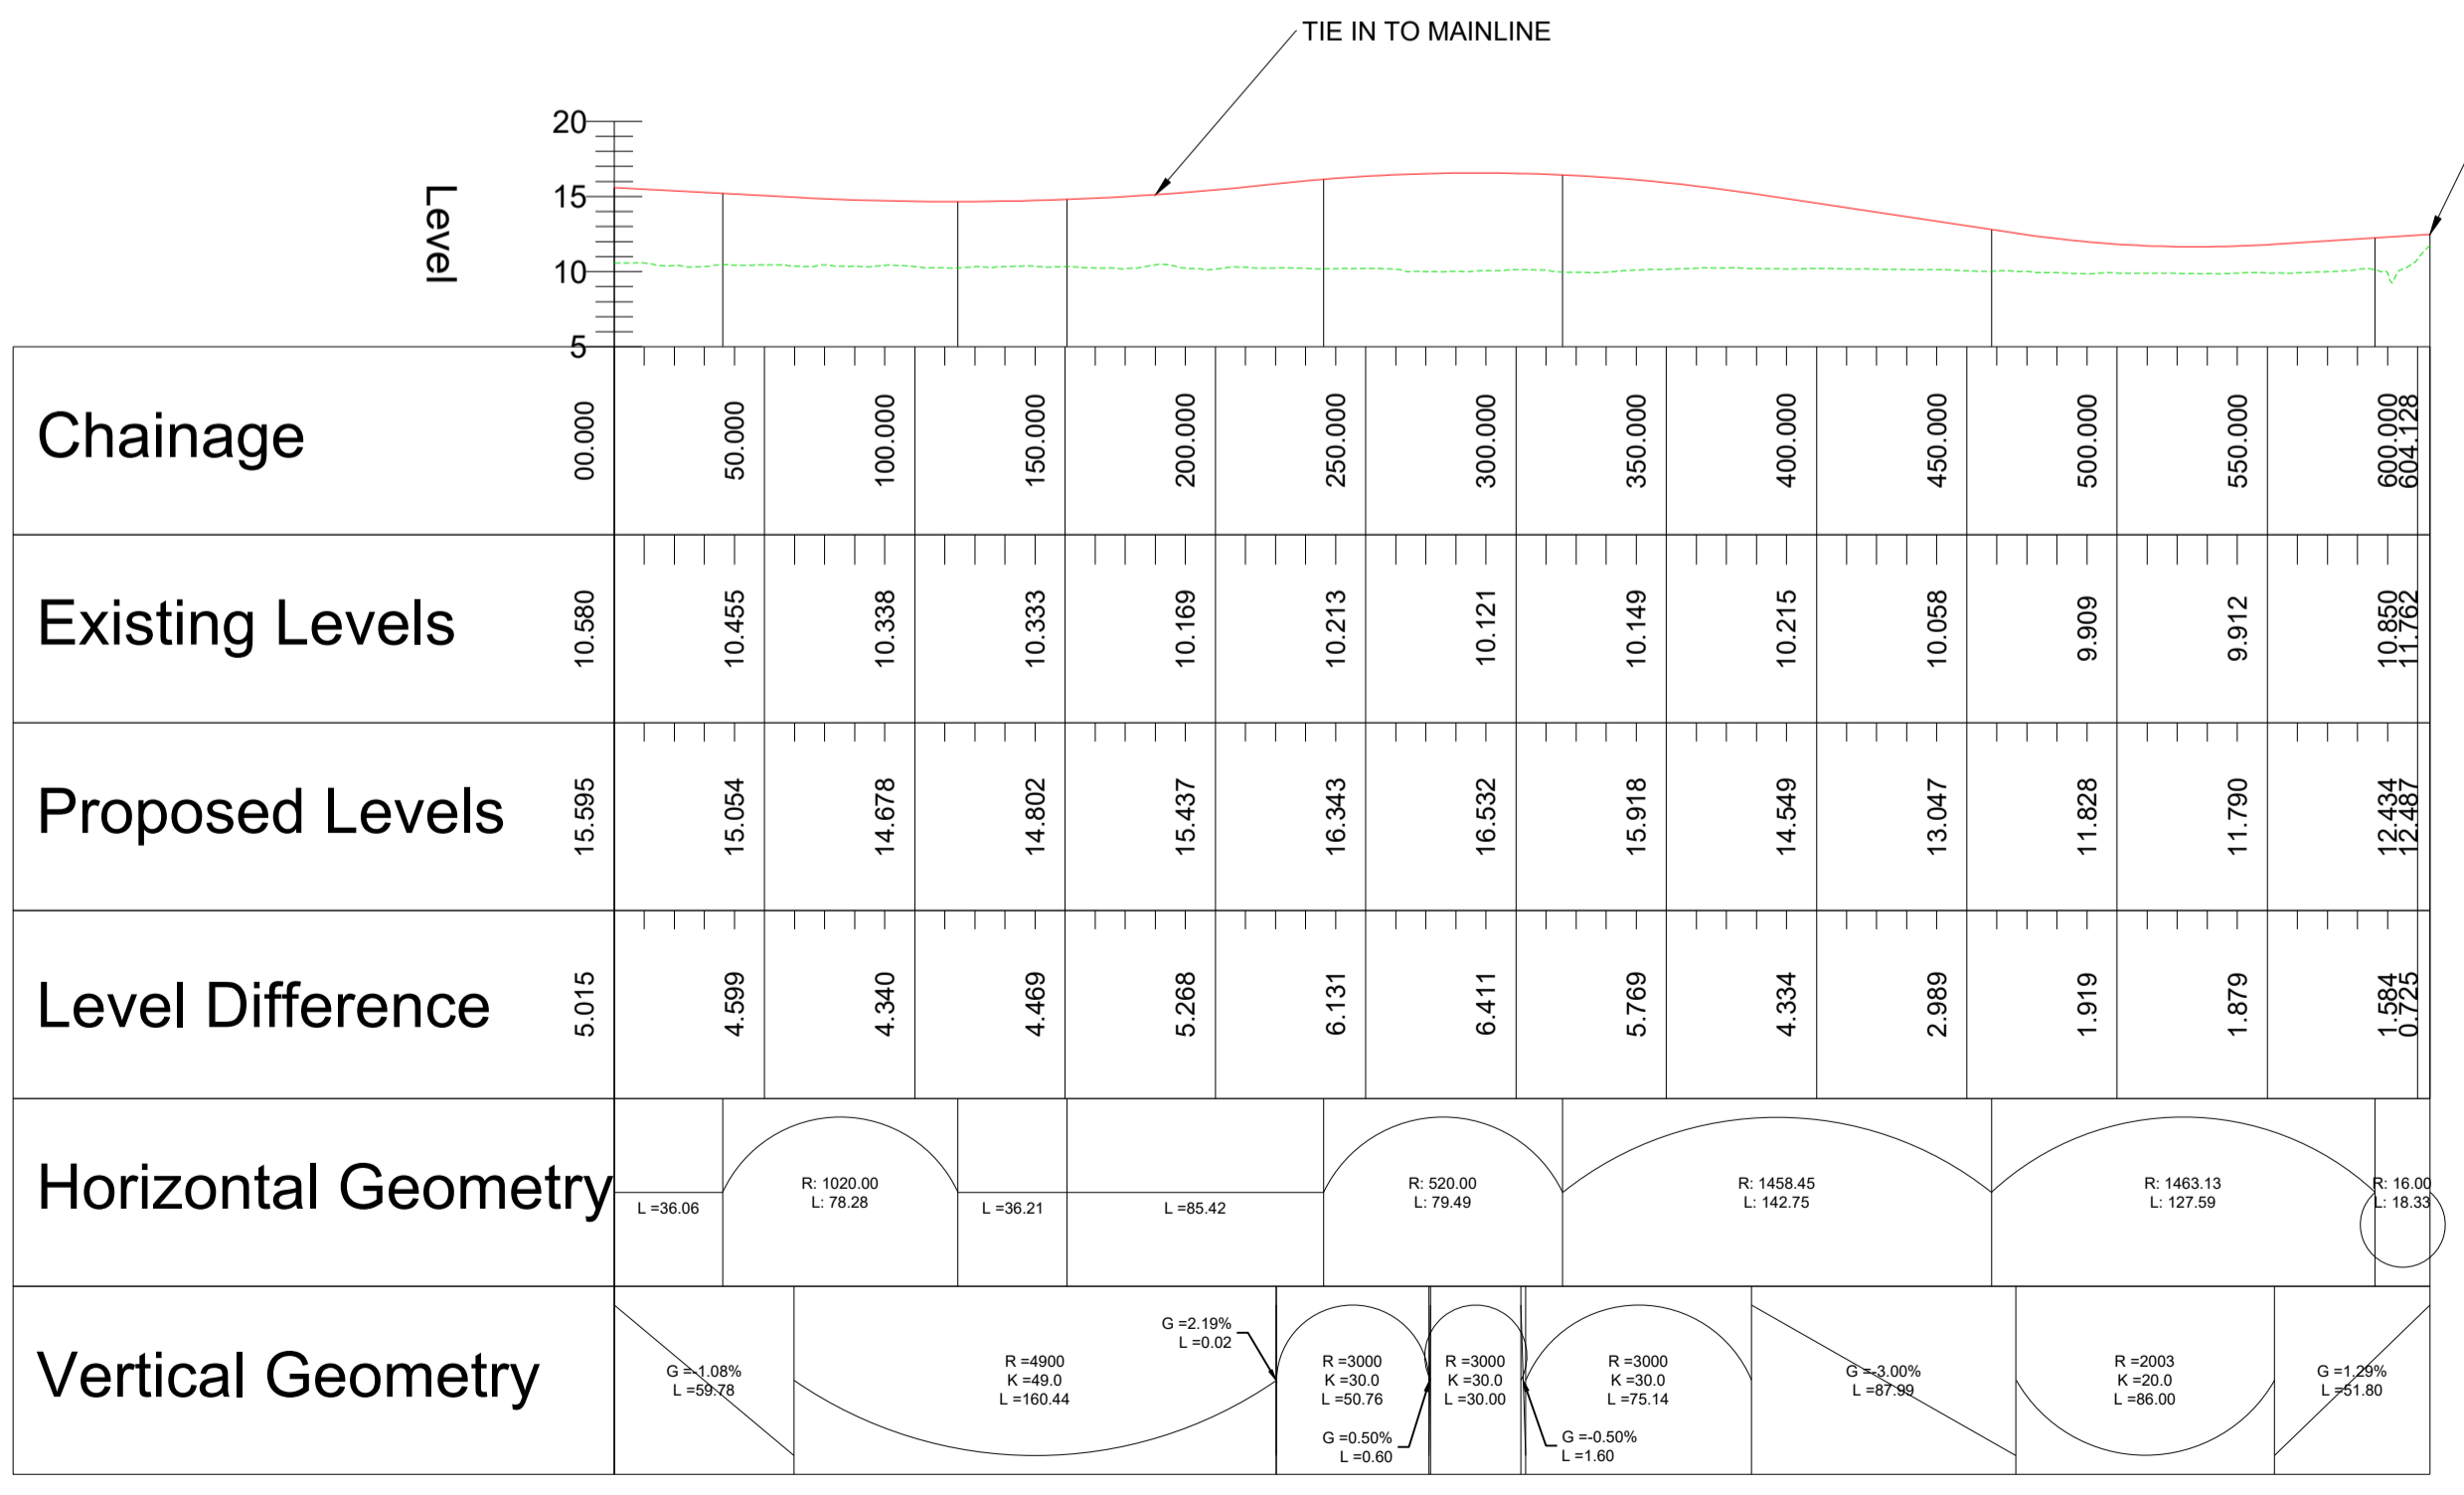 TIE IN TO MAINLINE
Level
20
15
10
5
Chainage
00.000 50.000 100.000 150.000 200.000 250.000 300.000 350.000 400.000 450.000 500.000 550.000 600.000 604.128
Existing Levels
10.580 10.455 10.338 10.333 10.169 10.213 10.121 10.149 10.215 10.058 9.909 9.912 10.850 11.762
Proposed Levels
15.595 15.054 14.678 14.802 15.437 16.343 16.532 15.918 14.549 13.047 11.828 11.790 12.434 12.487
Level Difference
5.015 4.599 4.340 4.469 5.268 6.131 6.411 5.769 4.334 2.989 1.919 1.879 1.584 0.725
Horizontal Geometry
L =36.06
R: 1020.00
L: 78.28
L =36.21
L =85.42
R: 520.00
L: 79.49
R: 1458.45
L: 142.75
R: 1463.13
L: 127.59
R: 16.00
L: 18.33
Vertical Geometry
G =-1.08%
L =59.78
R =4900
K =49.0
L =160.44
G =2.19%
L =0.02
R =3000
K =30.0
L =50.76
G =0.50%
L =0.60
R =3000
K =30.0
L =30.00
G =-0.50%
L =1.60
R =3000
K =30.0
L =75.14
G =-3.00%
L =87.99
R =2003
K =20.0
L =86.00
G =1.29%
L =51.80